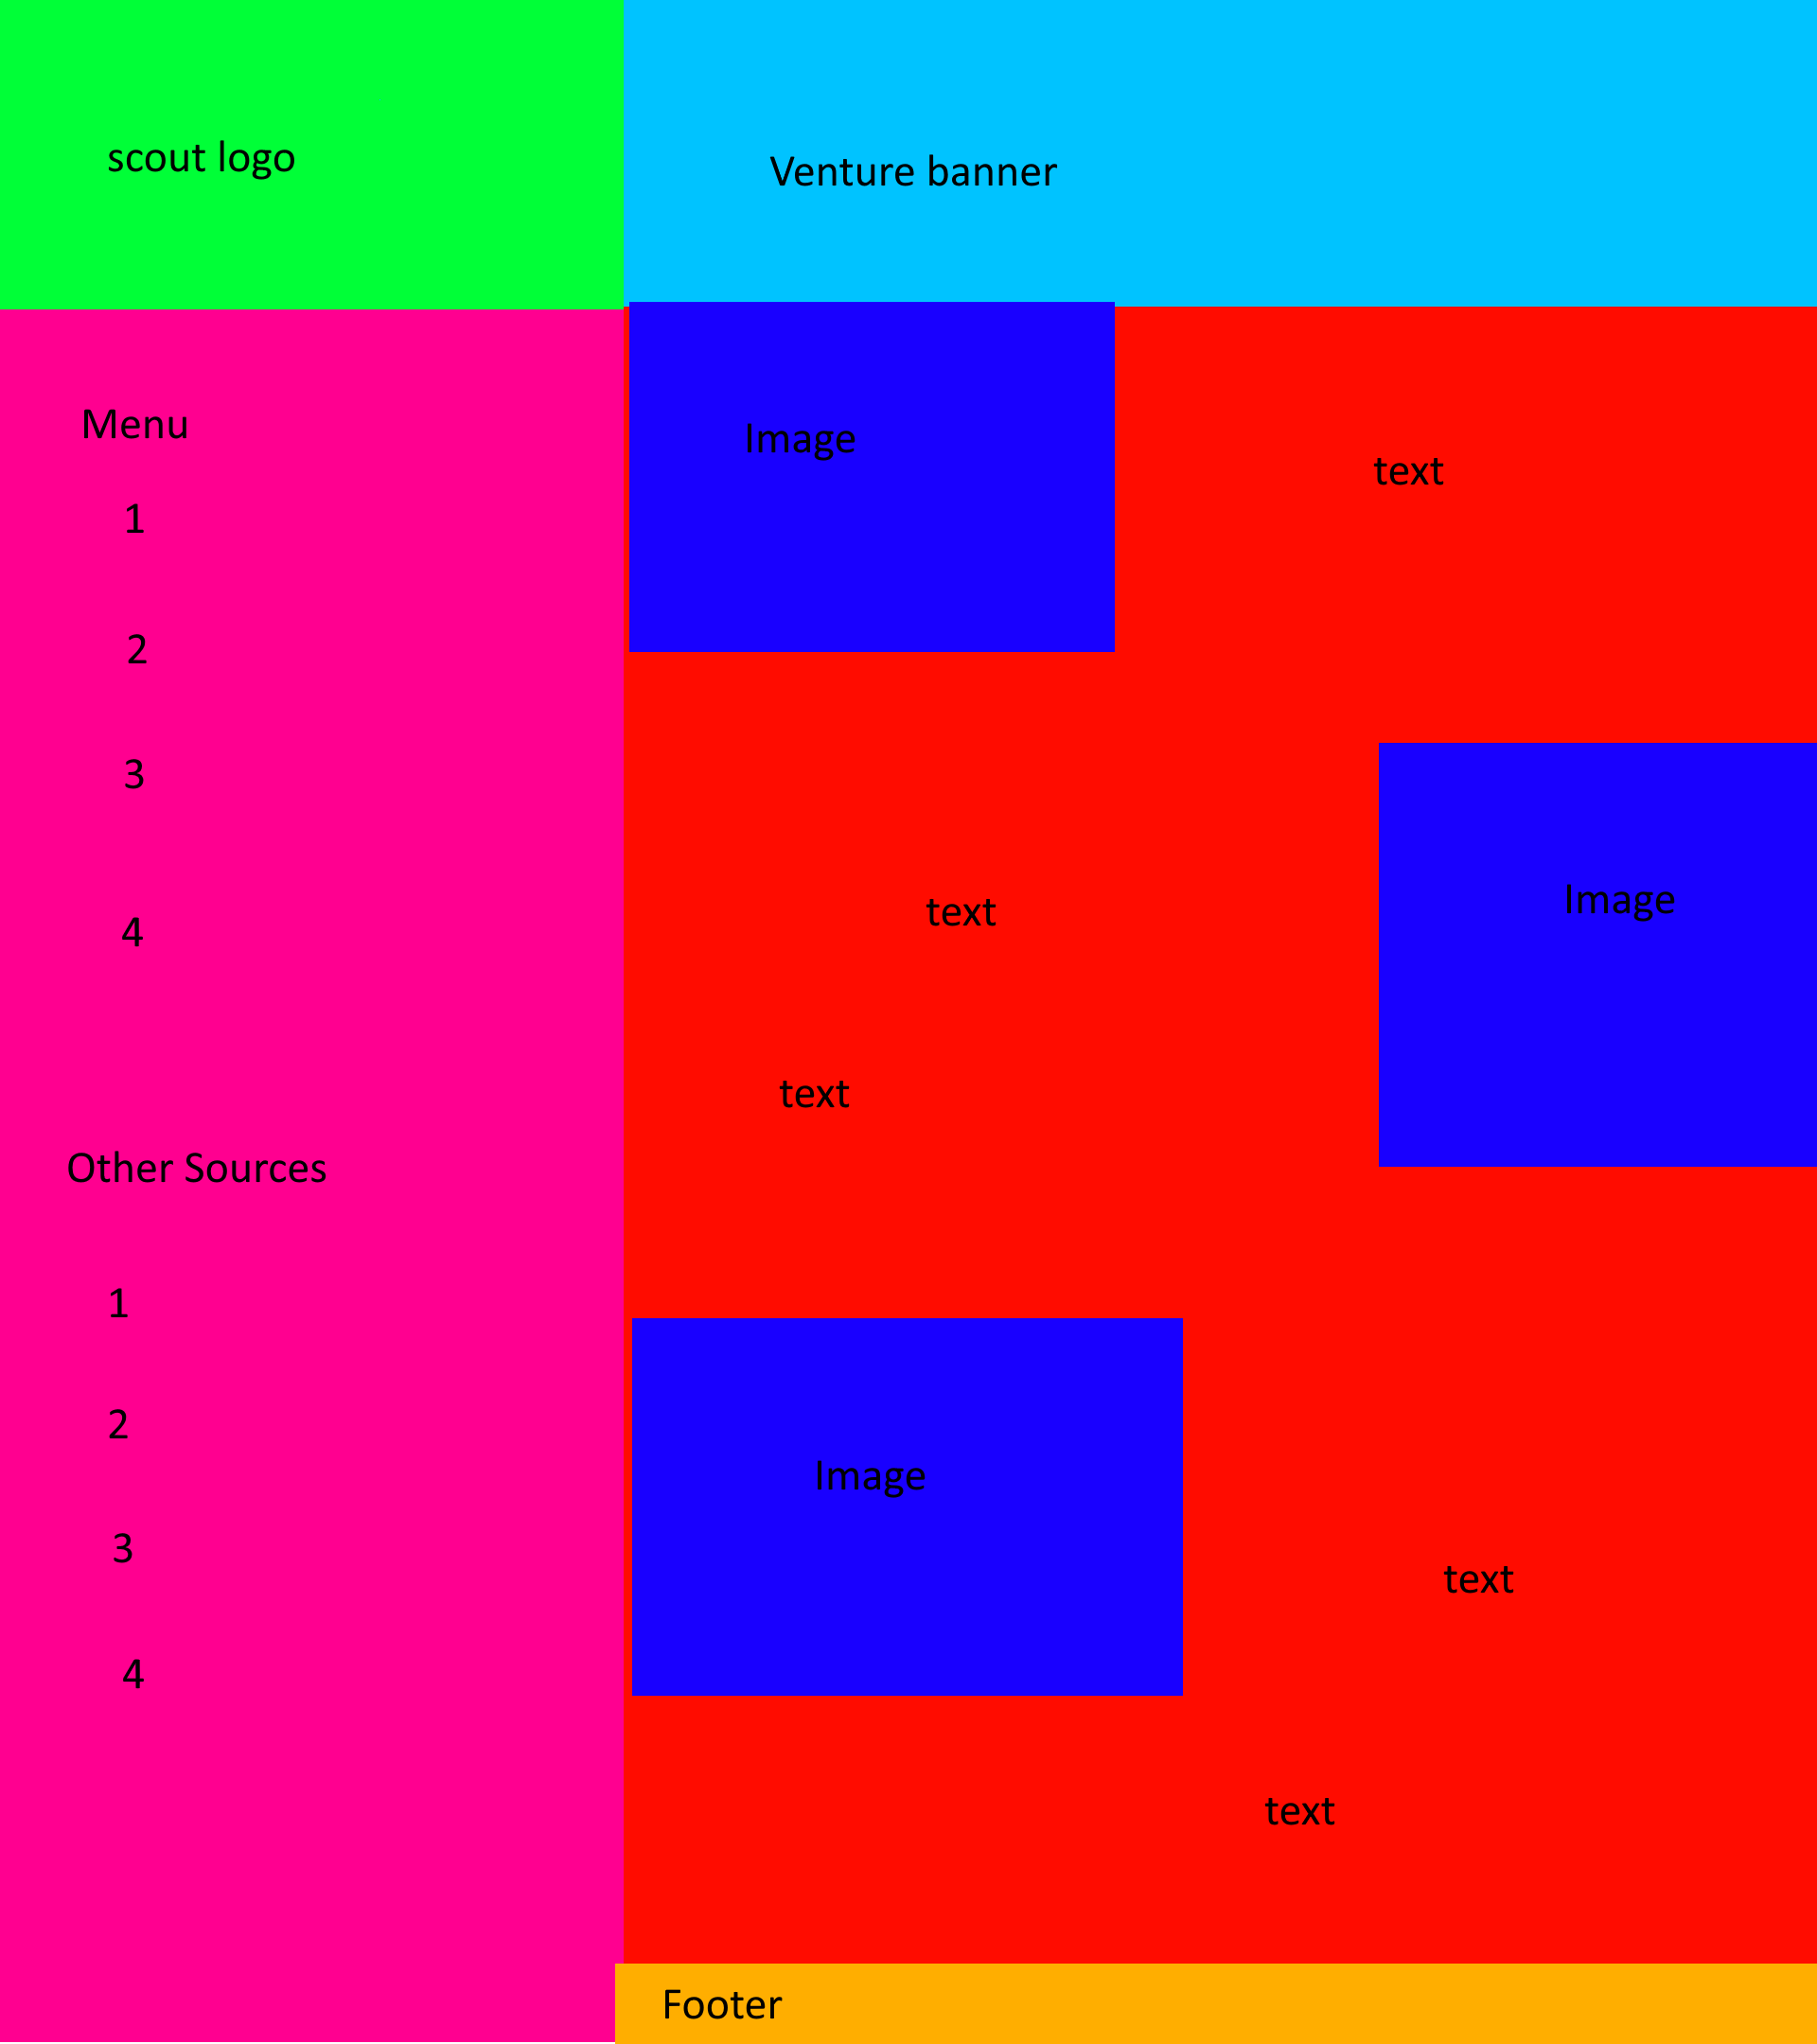 scout logo
Venture banner
Menu
1
2
3
4
Other Sources
1
2
3
4
Image
text
text
Image
text
Image
text
text
Footer